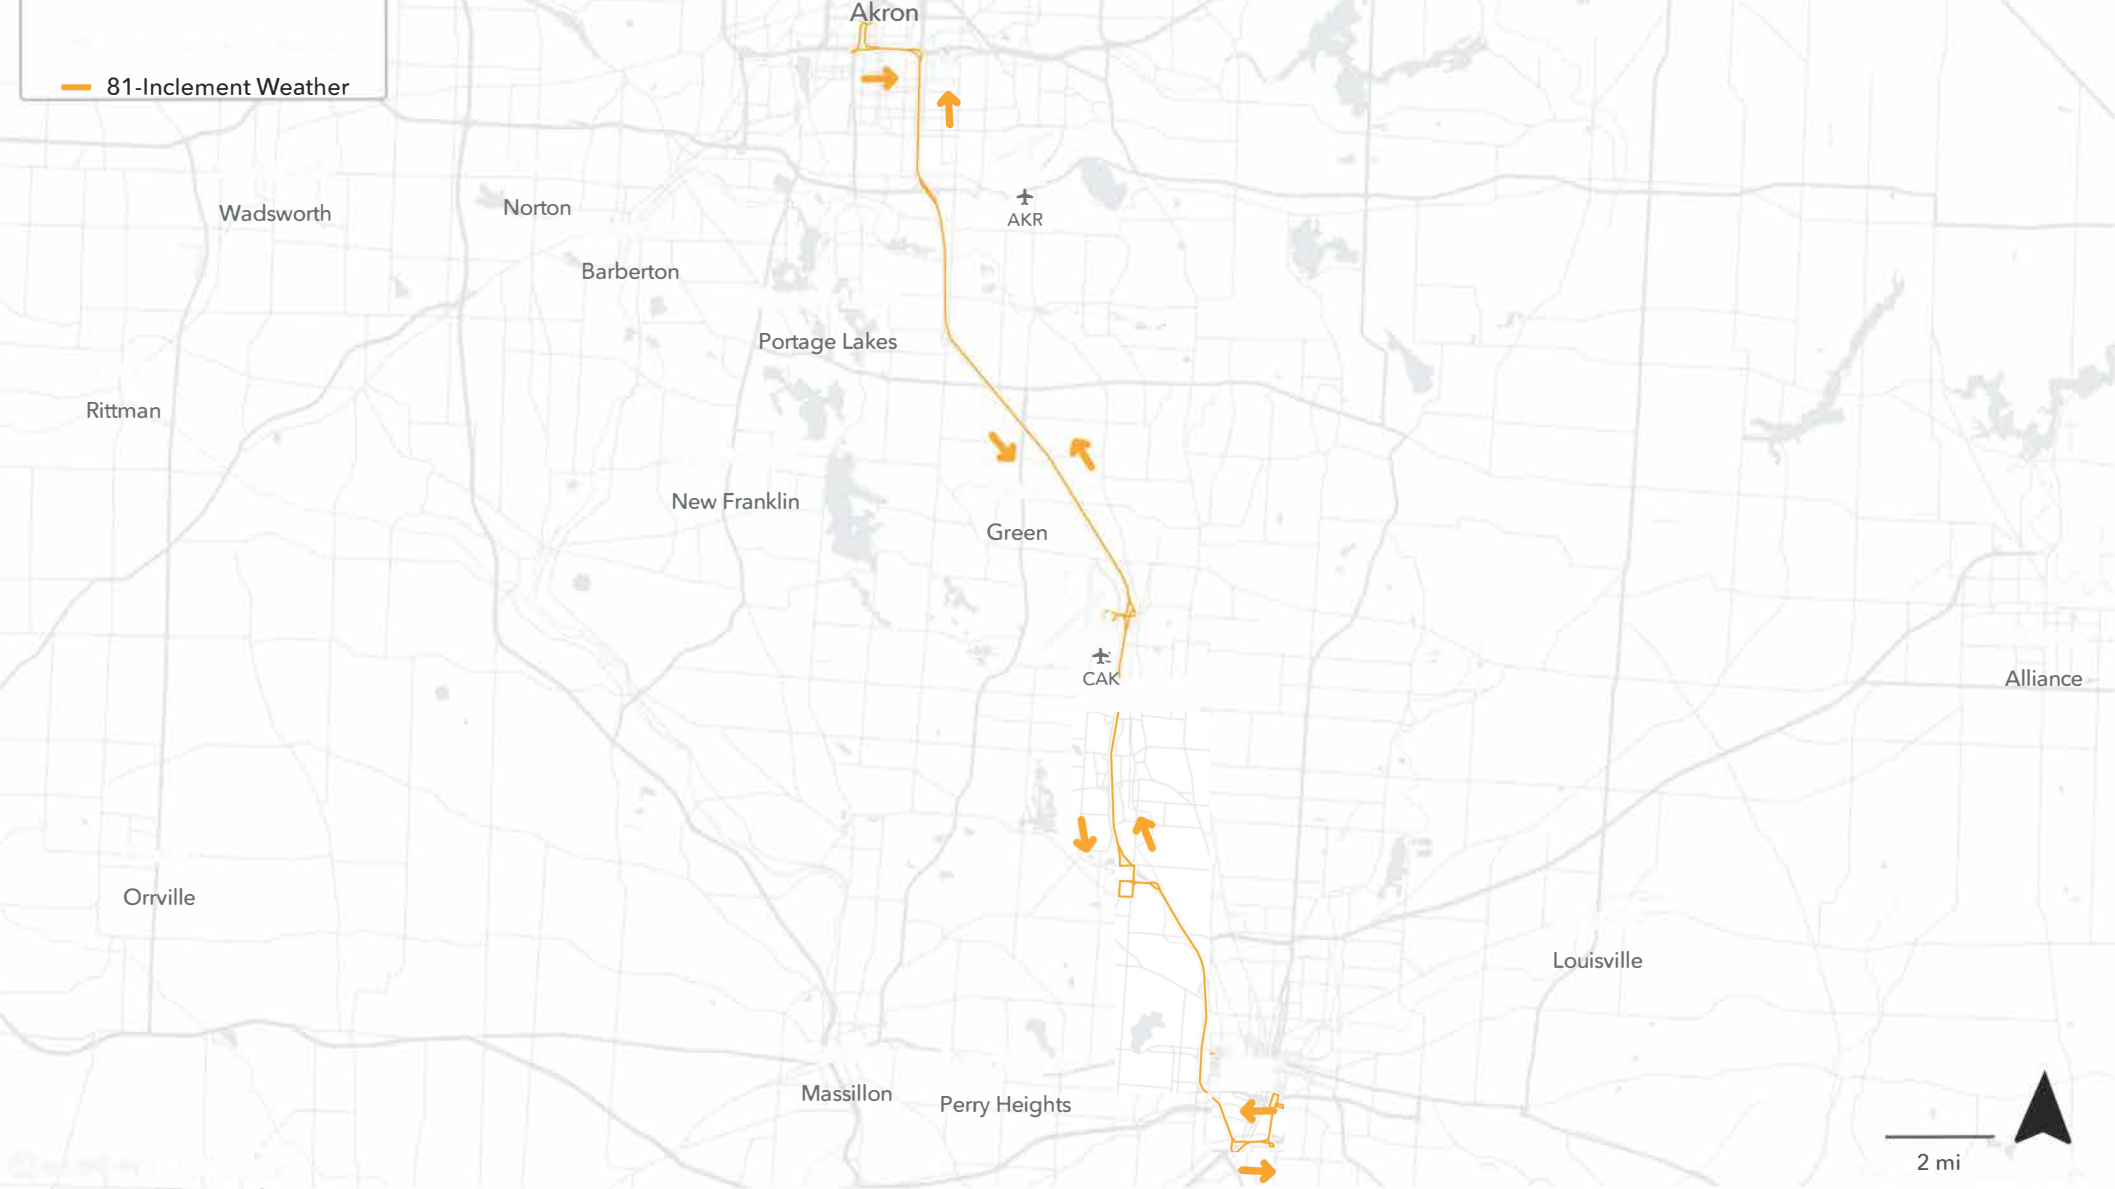 Akron
81-Inclement Weather
AKR
Wadsworth
Norton
Barberton
Portage Lakes
Rittman
New Franklin
Green
CAK
Alliance
Orrville
Louisville
Massillon
Perry Heights
2 mi